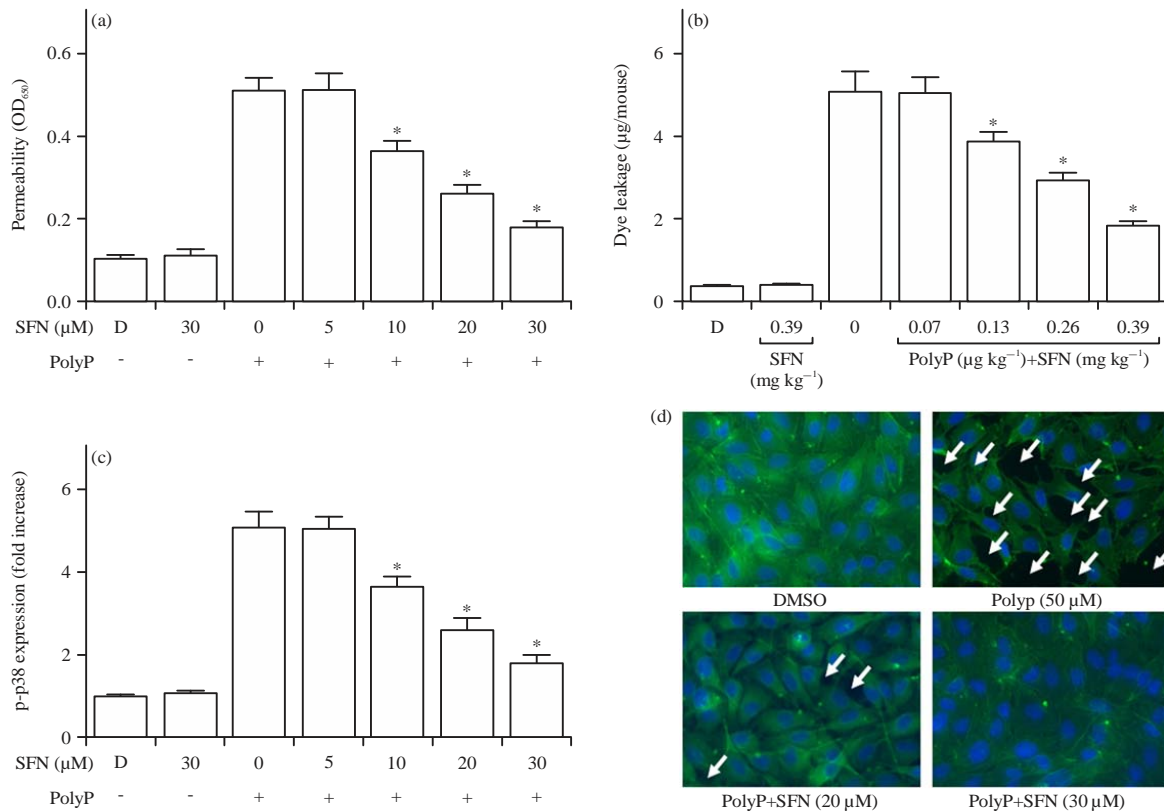 (a)
Permeability (OD650)
0.6
0.4
0.2
0.0
*
*
*
SFN (µM) D 30 0 5 10 20 30
PolyP - - + + + + +
(b)
Dye leakage (µg/mouse)
6
4
2
0
*
*
*
D 0.39 0 0.07 0.13 0.26 0.39
SFN
(mg kg⁻¹)
PolyP (µg kg⁻¹)+SFN (mg kg⁻¹)
(c)
p-p38 expression (fold increase)
6
4
2
0
*
*
*
SFN (µM) D 30 0 5 10 20 30
PolyP - - + + + + +
(d)
DMSO
Polyp (50 µM)
PolyP+SFN (20 µM)
PolyP+SFN (30 µM)